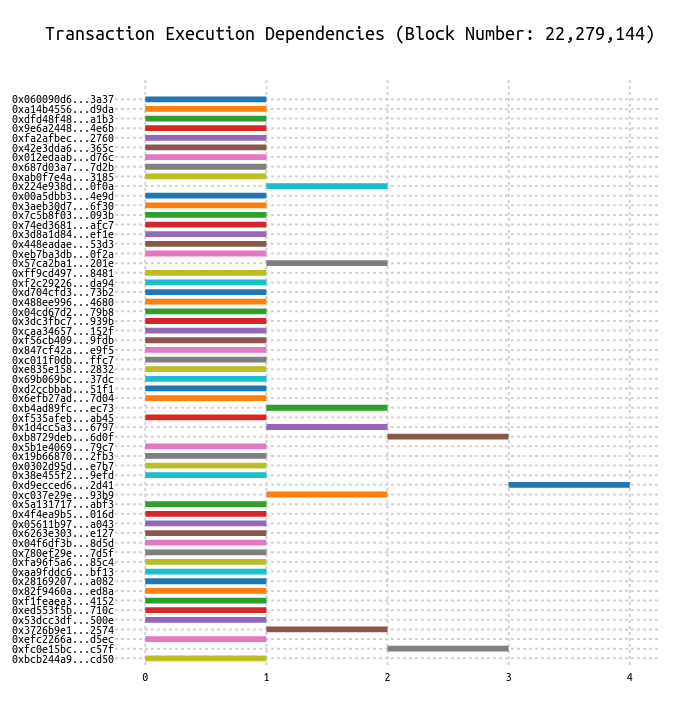 Transaction Execution Dependencies (Block Number: 22,279,144)
0x060090d6...3a37
0xa14b4556...d9da
0xdfd48f48...a1b3
0x9e6a2448...4e6b
0xfa2afbec...2760
0x42e3dda6...365c
0x012edaab...d76c
0x687d03a7...7d2b
0xab0f7e4a...3185
0x224e938d...0f0a
0x00a5dbb3...4e9d
0x3aeb30d7...6f30
0x7c5b8f03...093b
0x74ed3681...afc7
0x3d8a1d84...ef1e
0x448eadae...53d3
0xeb7ba3db...0f2a
0x57ca2ba1...201e
0xff9cd497...8481
0xf2c29226...da94
0xd704cfd3...73b2
0x488ee996...4680
0x04cd67d2...79b8
0x3dc3fbc7...939b
0xcaa34657...152f
0xf56cb409...9fdb
0x847cf42a...e9f5
0xc011f0db...ffc7
0xe835e158...2832
0x69b069bc...37dc
0xd2ccbbab...51f1
0x6efb27ad...7d04
0xb4ad89fc...ec73
0xf535afeb...ab45
0x1d4cc5a3...6797
0xb8729deb...6d0f
0x5b1e4069...79c7
0x19b66870...2fb3
0x0302d95d...e7b7
0x38e455f2...9efd
0xd9ecced6...2d41
0xc037e29e...93b9
0x5a131717...abf3
0x4f4ea9b5...016d
0x05611b97...a043
0x6263e303...e127
0x04f6df3b...8d5d
0x780ef29e...7d5f
0xfa96f5a6...85c4
0xaa9fddc6...bf13
0x28169207...a082
0x82f9460a...ed8a
0xf1feaea3...4152
0xed553f5b...710c
0x53dcc3df...500e
0x3726b9e1...2574
0xefc2266a...d5ec
0xfc0e15bc...c57f
0xbcb244a9...cd50
0 1 2 3 4